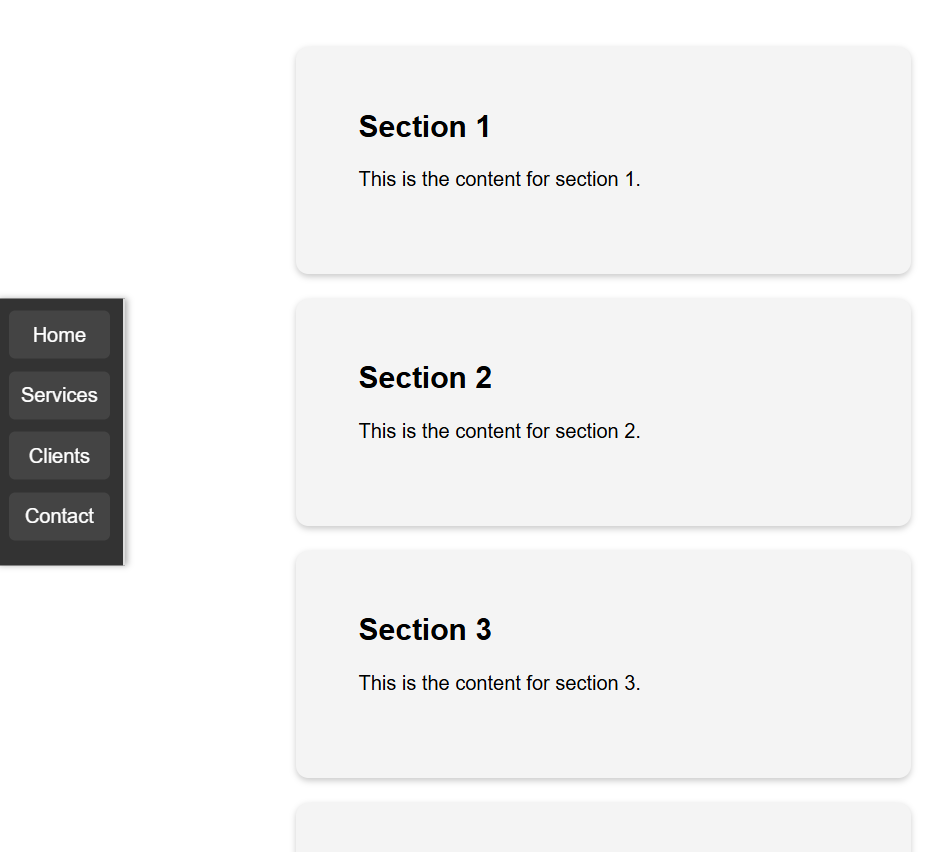 Home
Services
Clients
Contact
Section 1
This is the content for section 1.
Section 2
This is the content for section 2.
Section 3
This is the content for section 3.